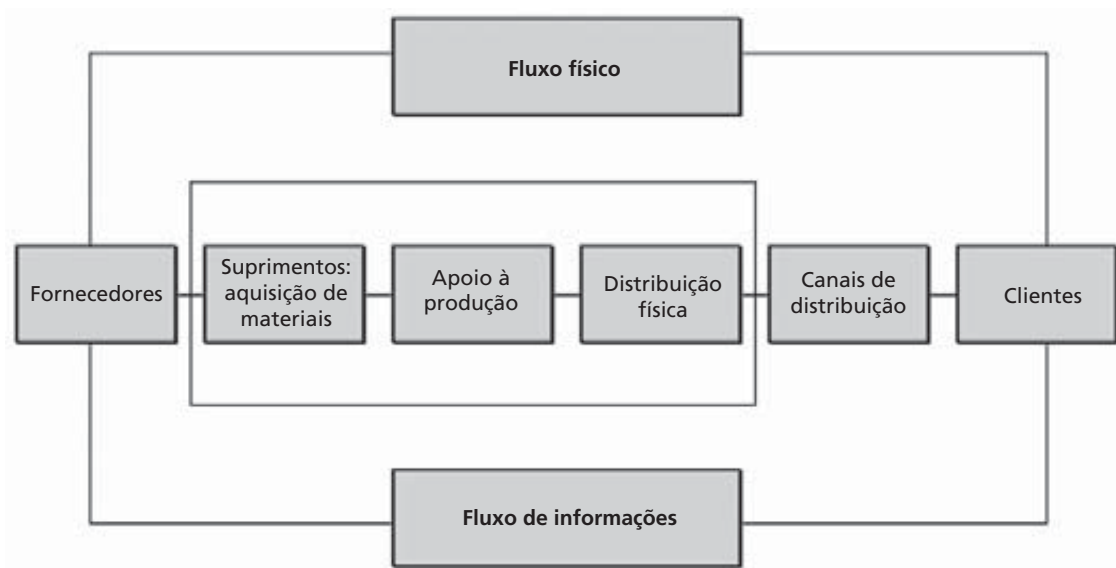 Fluxo físico
Fornecedores
Suprimentos:
aquisição de
materiais
Apoio à
produção
Distribuição
física
Canais de
distribuição
Clientes
Fluxo de informações